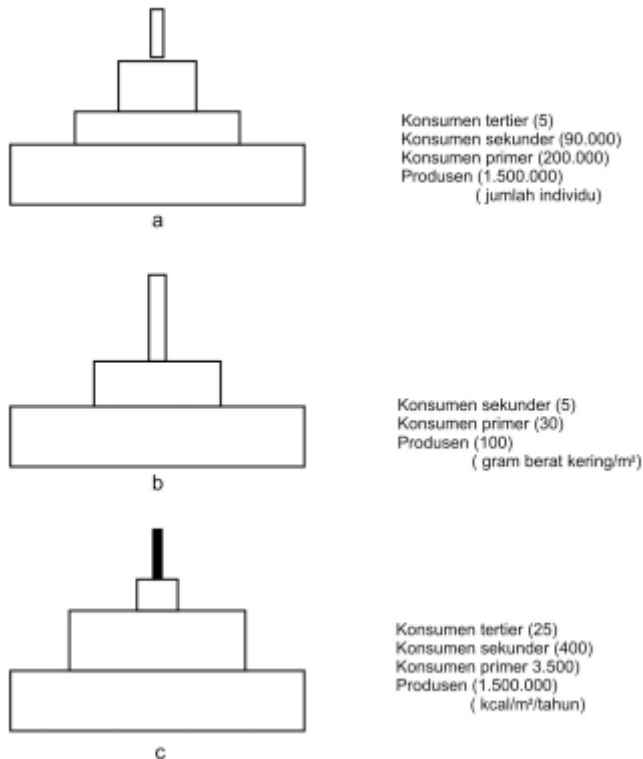 Konsumen tertier (5)
Konsumen sekunder (90.000)
Konsumen primer (200.000)
Produsen (1.500.000)
( jumlah individu)
a
Konsumen sekunder (5)
Konsumen primer (30)
Produsen (100)
( gram berat kering/m²)
b
Konsumen tertier (25)
Konsumen sekunder (400)
Konsumen primer 3.500)
Produsen (1.500.000)
( kcal/m²/tahun)
c